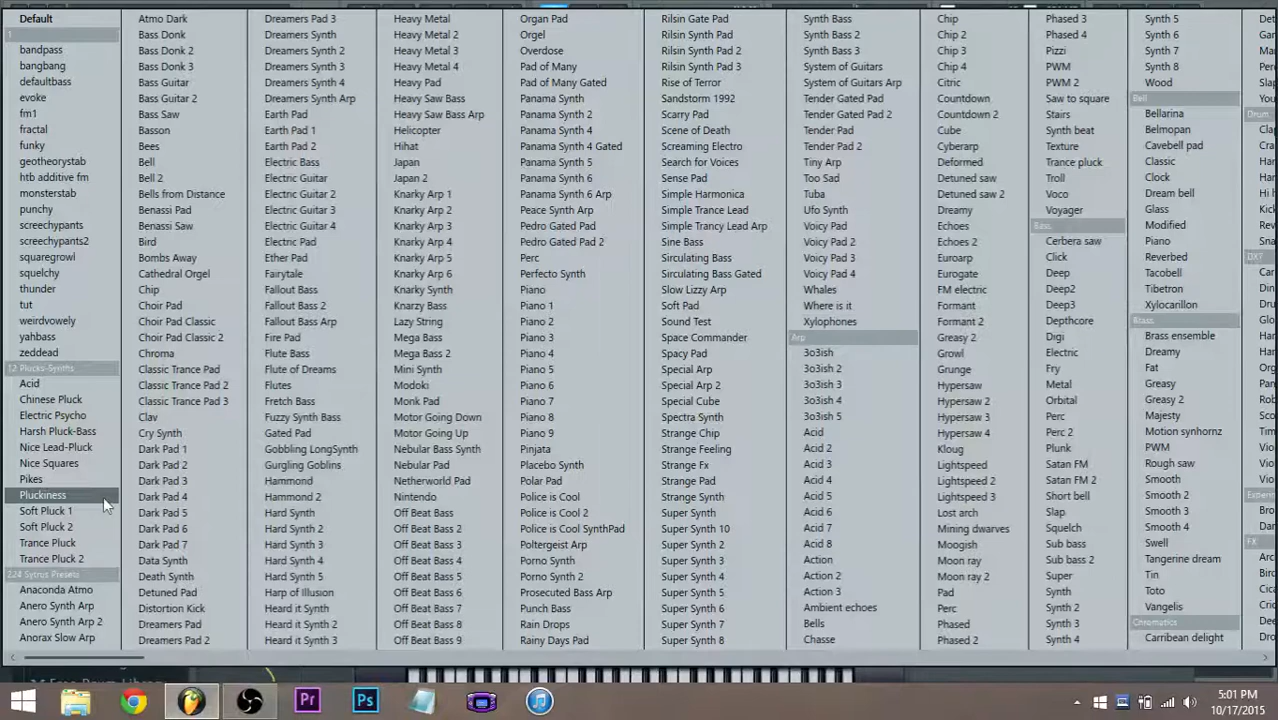 Default
1
bandpass
bangbang
defaultbass
evoke
fm1
fractal
funky
geotheorystab
htb additive fm
monsterstab
punchy
screechypants
screechypants2
squaregrowl
squelchy
thunder
tut
weirdvowely
yahbass
zeddead
12 Plucks-Synths
Acid
Chinese Pluck
Electric Psycho
Harsh Pluck-Bass
Nice Lead-Pluck
Nice Squares
Pikes
Pluckiness
Soft Pluck 1
Soft Pluck 2
Trance Pluck
Trance Pluck 2
224 Sytrus Presets
Anaconda Atmo
Anero Synth Arp
Anero Synth Arp 2
Anorax Slow Arp
Atmo Dark
Bass Donk
Bass Donk 2
Bass Donk 3
Bass Guitar
Bass Guitar 2
Bass Saw
Basson
Bees
Bell
Bell 2
Bells from Distance
Benassi Pad
Benassi Saw
Bird
Bombs Away
Cathedral Orgel
Chip
Choir Pad
Choir Pad Classic
Choir Pad Classic 2
Chroma
Classic Trance Pad
Classic Trance Pad 2
Classic Trance Pad 3
Clav
Cry Synth
Dark Pad 1
Dark Pad 2
Dark Pad 3
Dark Pad 4
Dark Pad 5
Dark Pad 6
Dark Pad 7
Data Synth
Death Synth
Detuned Pad
Distortion Kick
Dreamers Pad
Dreamers Pad 2
Dreamers Pad 3
Dreamers Synth
Dreamers Synth 2
Dreamers Synth 3
Dreamers Synth 4
Dreamers Synth Arp
Earth Pad
Earth Pad 1
Earth Pad 2
Electric Bass
Electric Guitar
Electric Guitar 2
Electric Guitar 3
Electric Guitar 4
Electric Pad
Ether Pad
Fairytale
Fallout Bass
Fallout Bass 2
Fallout Bass Arp
Fire Pad
Flute Bass
Flute of Dreams
Flutes
Fretch Bass
Fuzzy Synth Bass
Gated Pad
Gobbling LongSynth
Gurgling Goblins
Hammond
Hammond 2
Hard Synth
Hard Synth 2
Hard Synth 3
Hard Synth 4
Hard Synth 5
Harp of Illusion
Heard it Synth
Heard it Synth 2
Heard it Synth 3
Heavy Metal
Heavy Metal 2
Heavy Metal 3
Heavy Metal 4
Heavy Pad
Heavy Saw Bass
Heavy Saw Bass Arp
Helicopter
Hihat
Japan
Japan 2
Knarky Arp 1
Knarky Arp 2
Knarky Arp 3
Knarky Arp 4
Knarky Arp 5
Knarky Arp 6
Knarky Synth
Knarzy Bass
Lazy String
Mega Bass
Mega Bass 2
Mini Synth
Modoki
Monk Pad
Motor Going Down
Motor Going Up
Nebular Bass Synth
Nebular Pad
Netherworld Pad
Nintendo
Off Beat Bass
Off Beat Bass 2
Off Beat Bass 3
Off Beat Bass 4
Off Beat Bass 5
Off Beat Bass 6
Off Beat Bass 7
Off Beat Bass 8
Off Beat Bass 9
Organ Pad
Orgel
Overdose
Pad of Many
Pad of Many Gated
Panama Synth
Panama Synth 2
Panama Synth 4
Panama Synth 4 Gated
Panama Synth 5
Panama Synth 6
Panama Synth 6 Arp
Peace Synth Arp
Pedro Gated Pad
Pedro Gated Pad 2
Perc
Perfecto Synth
Piano
Piano 1
Piano 2
Piano 3
Piano 4
Piano 5
Piano 6
Piano 7
Piano 8
Piano 9
Pinjata
Placebo Synth
Polar Pad
Police is Cool
Police is Cool 2
Police is Cool SynthPad
Poltergeist Arp
Porno Synth
Porno Synth 2
Prosecuted Bass Arp
Punch Bass
Rain Drops
Rainy Days Pad
Rilsin Gate Pad
Rilsin Synth Pad
Rilsin Synth Pad 2
Rilsin Synth Pad 3
Rise of Terror
Sandstorm 1992
Scarry Pad
Scene of Death
Screaming Electro
Search for Voices
Sense Pad
Simple Harmonica
Simple Trance Lead
Simple Trancy Lead Arp
Sine Bass
Sirculating Bass
Sirculating Bass Gated
Slow Lizzy Arp
Soft Pad
Sound Test
Space Commander
Spacy Pad
Special Arp
Special Arp 2
Special Cube
Spectra Synth
Strange Chip
Strange Feeling
Strange Fx
Strange Pad
Strange Synth
Super Synth
Super Synth 10
Super Synth 2
Super Synth 3
Super Synth 4
Super Synth 5
Super Synth 6
Super Synth 7
Super Synth 8
Synth Bass
Synth Bass 2
Synth Bass 3
System of Guitars
System of Guitars Arp
Tender Gated Pad
Tender Gated Pad 2
Tender Pad
Tender Pad 2
Tiny Arp
Too Sad
Tuba
Ufo Synth
Voicy Pad
Voicy Pad 2
Voicy Pad 3
Voicy Pad 4
Whales
Where is it
Xylophones
Arp
3o3ish
3o3ish 2
3o3ish 3
3o3ish 4
3o3ish 5
Acid
Acid 2
Acid 3
Acid 4
Acid 5
Acid 6
Acid 7
Acid 8
Action
Action 2
Action 3
Ambient echoes
Bells
Chasse
Chip
Chip 2
Chip 3
Chip 4
Citric
Countdown
Countdown 2
Cube
Cyberarp
Deformed
Detuned saw
Detuned saw 2
Dreamy
Echoes
Echoes 2
Euroarp
Eurogate
FM electric
Formant
Formant 2
Greasy 2
Growl
Grunge
Hypersaw
Hypersaw 2
Hypersaw 3
Hypersaw 4
Kloug
Lightspeed
Lightspeed 2
Lightspeed 3
Lost arch
Mining dwarves
Moogish
Moon ray
Moon ray 2
Pad
Perc
Phased
Phased 2
Phased 3
Phased 4
Pizzi
PWM
PWM 2
Saw to square
Stairs
Synth beat
Texture
Trance pluck
Troll
Voco
Voyager
Bass
Cerbera saw
Click
Deep
Deep2
Deep3
Depthcore
Digi
Electric
Fry
Metal
Orbital
Perc
Perc 2
Plunk
Satan FM
Satan FM 2
Short bell
Slap
Squelch
Sub bass
Sub bass 2
Super
Synth
Synth 2
Synth 3
Synth 4
Synth 5
Synth 6
Synth 7
Synth 8
Wood
Bell
Bellarina
Belmopan
Cavebell pad
Classic
Clock
Dream bell
Glass
Modified
Piano
Reverbed
Tacobell
Tibetron
Xylocarillon
Brass
Brass ensemble
Dreamy
Fat
Greasy
Greasy 2
Majesty
Motion synhornz
PWM
Rough saw
Smooth
Smooth 2
Smooth 3
Smooth 4
Swell
Tangerine dream
Tin
Toto
Vangelis
Chromatics
Carribean delight
Drum
DX7
FX
Pr
Ps
5:01 PM
10/17/2015